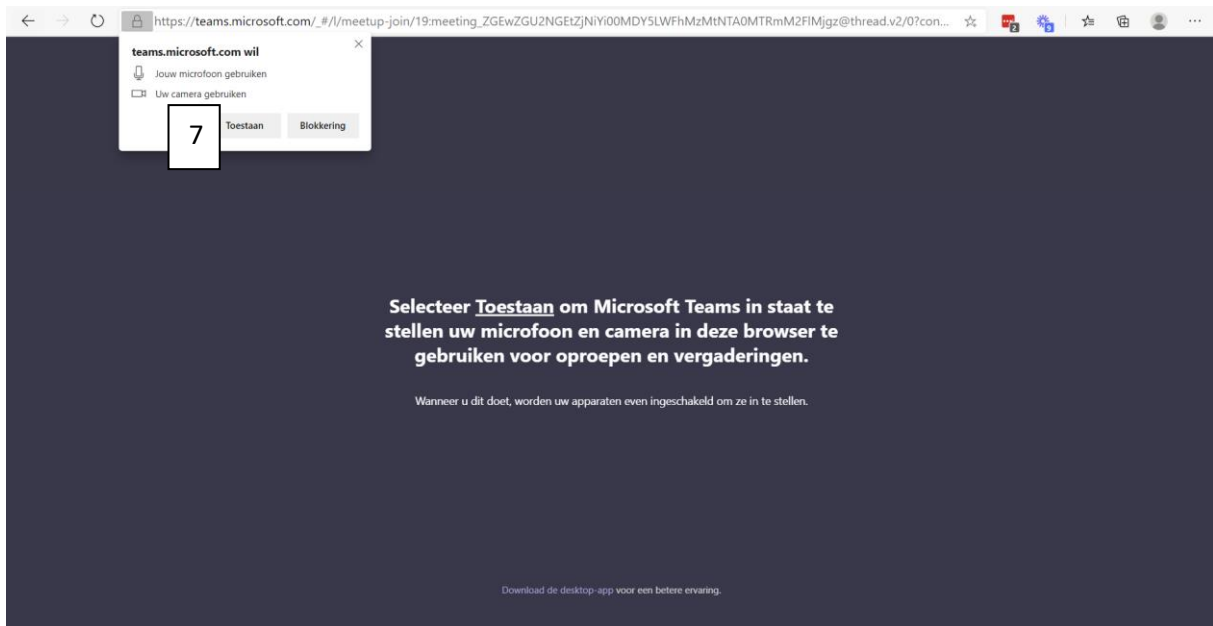 https://teams.microsoft.com/_#/l/meetup-join/19:meeting_ZGEwZGU2NGEtZjNiYi00MDY5LWFhMzMtNTA0MTRmM2FlMjgz@thread.v2/0?con...
teams.microsoft.com wil
Jouw microfoon gebruiken
Uw camera gebruiken
7 Toestaan Blokkering
Selecteer Toestaan om Microsoft Teams in staat te
stellen uw microfoon en camera in deze browser te
gebruiken voor oproepen en vergaderingen.
Wanneer u dit doet, worden uw apparaten even ingeschakeld om ze in te stellen.
Download de desktop-app voor een betere ervaring.